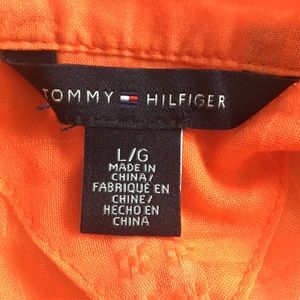 TOMMY HILFIGER
L/G
MADE IN
CHINA/
FABRIQUÉ EN
CHINE/
HECHO EN
CHINA